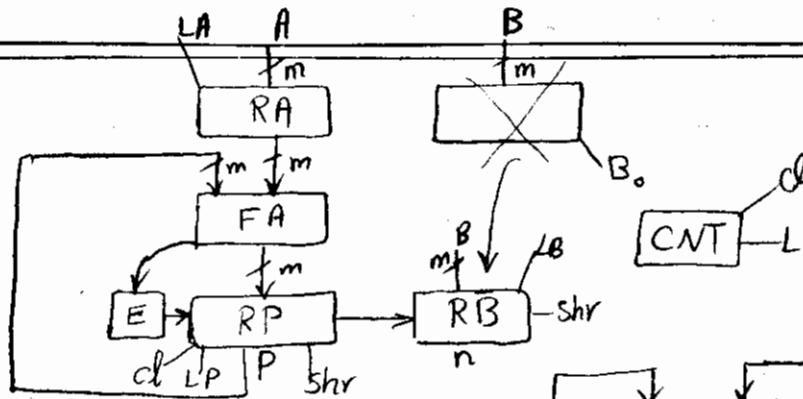 LA A B
m m
RA
B₀
m m
cl
FA
CNT L
B
m m LB
E RP RB Shr
cl LP P Shr n